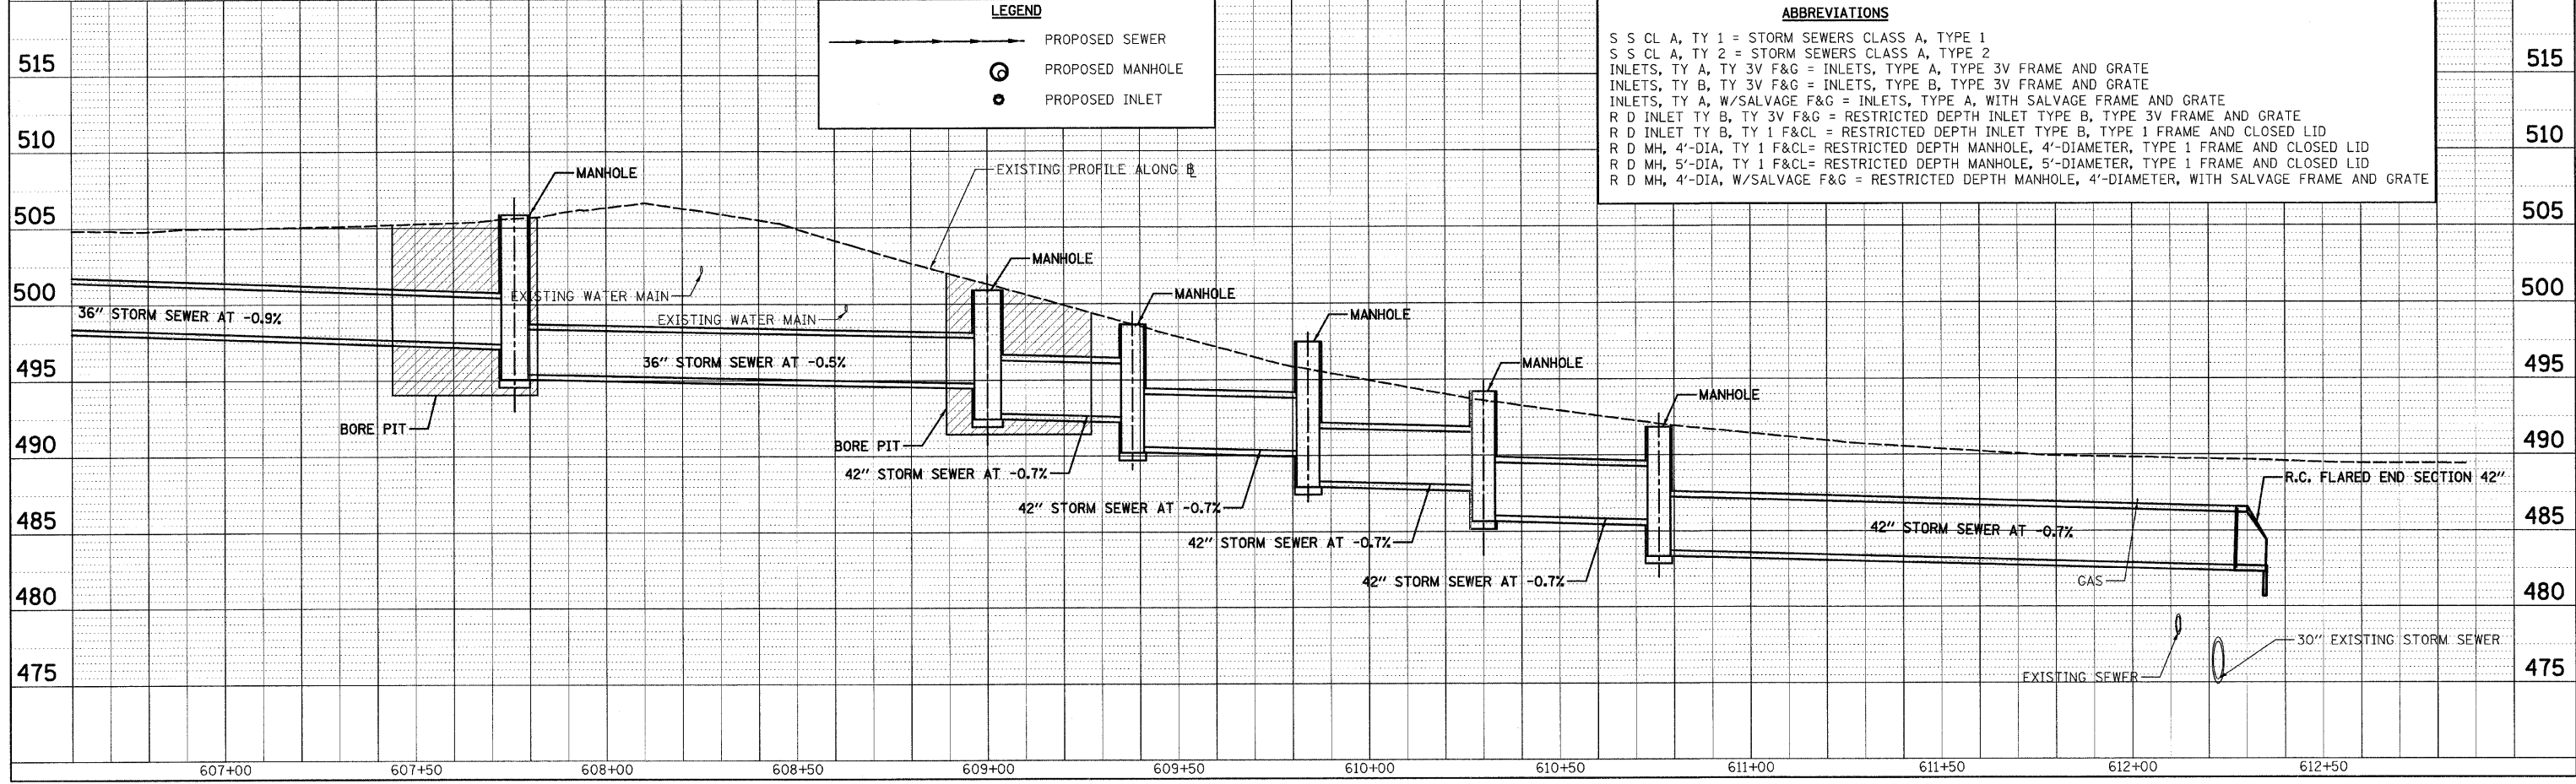 LEGEND
PROPOSED SEWER
PROPOSED MANHOLE
PROPOSED INLET
ABBREVIATIONS
S S CL A, TY 1 = STORM SEWERS CLASS A, TYPE 1
S S CL A, TY 2 = STORM SEWERS CLASS A, TYPE 2
INLETS, TY A, TY 3V F&G = INLETS, TYPE A, TYPE 3V FRAME AND GRATE
INLETS, TY B, TY 3V F&G = INLETS, TYPE B, TYPE 3V FRAME AND GRATE
INLETS, TY A, W/SALVAGE F&G = INLETS, TYPE A, WITH SALVAGE FRAME AND GRATE
R D INLET TY B, TY 3V F&G = RESTRICTED DEPTH INLET TYPE B, TYPE 3V FRAME AND GRATE
R D INLET TY B, TY 1 F&CL = RESTRICTED DEPTH INLET TYPE B, TYPE 1 FRAME AND CLOSED LID
R D MH, 4'-DIA, TY 1 F&CL= RESTRICTED DEPTH MANHOLE, 4'-DIAMETER, TYPE 1 FRAME AND CLOSED LID
R D MH, 5'-DIA, TY 1 F&CL= RESTRICTED DEPTH MANHOLE, 5'-DIAMETER, TYPE 1 FRAME AND CLOSED LID
R D MH, 4'-DIA, W/SALVAGE F&G = RESTRICTED DEPTH MANHOLE, 4'-DIAMETER, WITH SALVAGE FRAME AND GRATE
515
515
510
510
MANHOLE
EXISTING PROFILE ALONG ℄
505
505
MANHOLE
500
EXISTING WATER MAIN
MANHOLE
500
36" STORM SEWER AT -0.9%
EXISTING WATER MAIN
MANHOLE
495
36" STORM SEWER AT -0.5%
MANHOLE
495
MANHOLE
BORE PIT
490
BORE PIT
490
42" STORM SEWER AT -0.7%
R.C. FLARED END SECTION 42"
42" STORM SEWER AT -0.7%
485
42" STORM SEWER AT -0.7%
42" STORM SEWER AT -0.7%
485
42" STORM SEWER AT -0.7%
GAS
480
480
30" EXISTING STORM SEWER
475
EXISTING SEWER
475
607+00
607+50
608+00
608+50
609+00
609+50
610+00
610+50
611+00
611+50
612+00
612+50